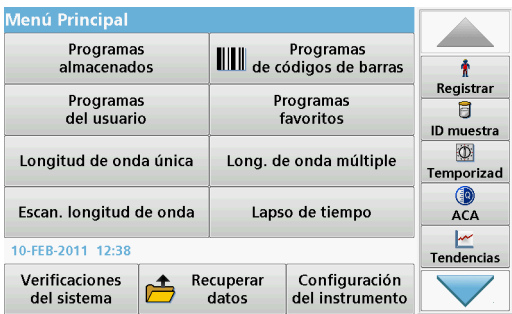 Menú Principal
Programas
almacenados
Programas
de códigos de barras
Programas
del usuario
Programas
favoritos
Longitud de onda única
Long. de onda múltiple
Escan. longitud de onda
Lapso de tiempo
10-FEB-2011 12:38
Verificaciones
del sistema
Recuperar
datos
Configuración
del instrumento
Registrar
ID muestra
Temporizad
ACA
Tendencias